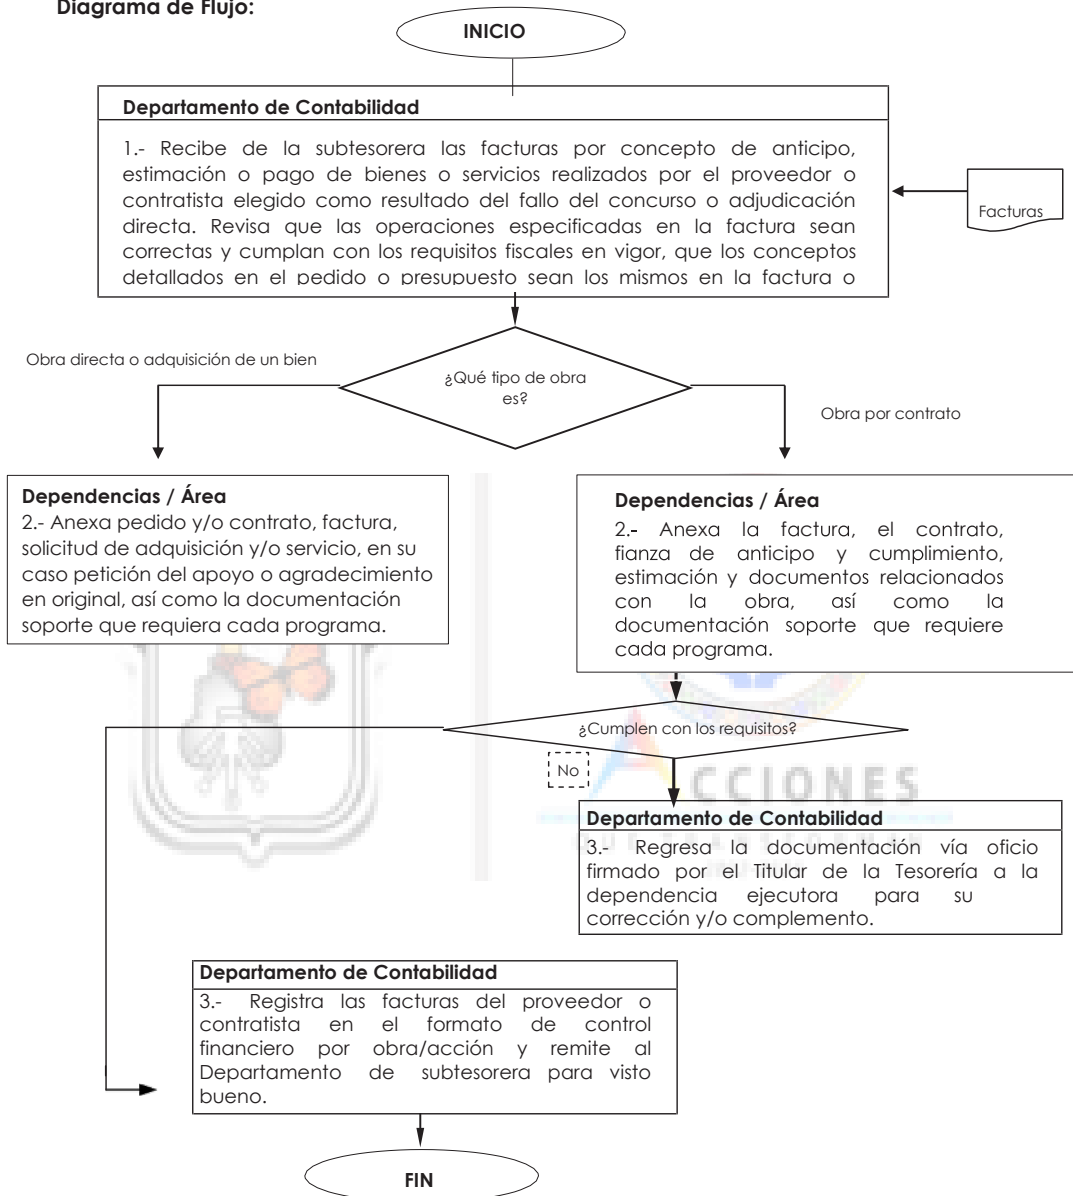 Diagrama de Flujo:
INICIO
Departamento de Contabilidad
1.- Recibe de la subtesorera las facturas por concepto de anticipo,
estimación o pago de bienes o servicios realizados por el proveedor o
contratista elegido como resultado del fallo del concurso o adjudicación
directa. Revisa que las operaciones especificadas en la factura sean
correctas y cumplan con los requisitos fiscales en vigor, que los conceptos
detallados en el pedido o presupuesto sean los mismos en la factura o
Facturas
Obra directa o adquisición de un bien
¿Qué tipo de obra
es?
Obra por contrato
Dependencias / Área
2.- Anexa pedido y/o contrato, factura,
solicitud de adquisición y/o servicio, en su
caso petición del apoyo o agradecimiento
en original, así como la documentación
soporte que requiera cada programa.
Dependencias / Área
2.- Anexa la factura, el contrato,
fianza de anticipo y cumplimiento,
estimación y documentos relacionados
con la obra, así como la
documentación soporte que requiere
cada programa.
¿Cumplen con los requisitos?
No
CCIONES
Departamento de Contabilidad
3.- Regresa la documentación vía oficio
firmado por el Titular de la Tesorería a la
dependencia ejecutora para su
corrección y/o complemento.
Departamento de Contabilidad
3.- Registra las facturas del proveedor o
contratista en el formato de control
financiero por obra/acción y remite al
Departamento de subtesorera para visto
bueno.
FIN